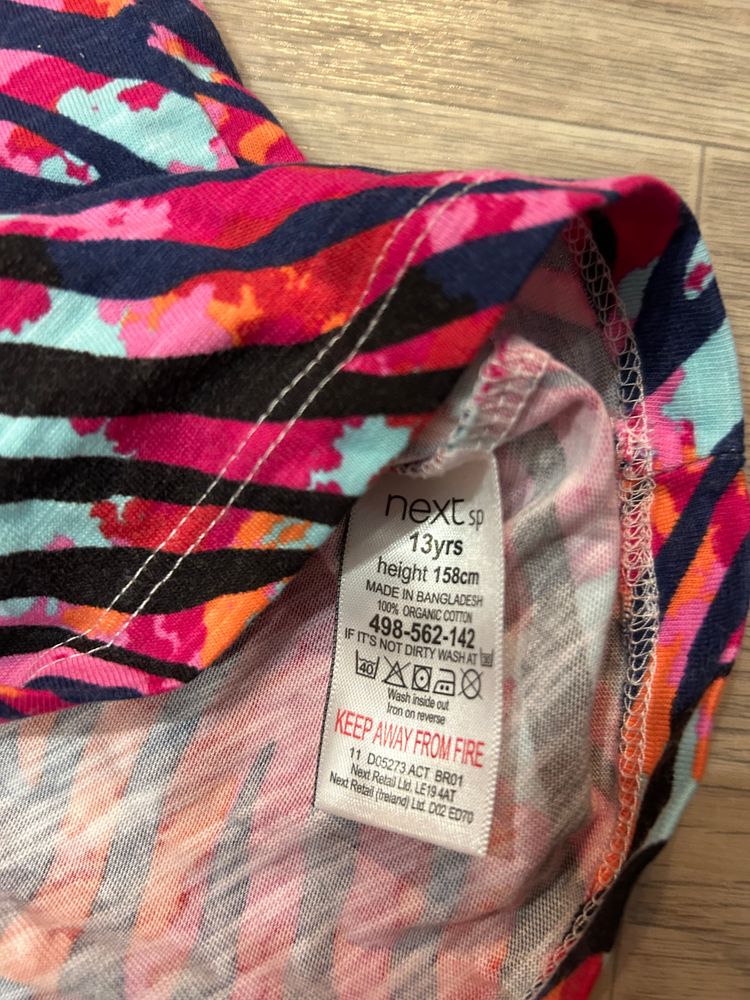 next sp
13yrs
height 158cm
MADE IN BANGLADESH
100% ORGANIC COTTON
498-562-142
IF IT'S NOT DIRTY WASH AT 30
40
Wash inside out
Iron on reverse
KEEP AWAY FROM FIRE
11 D05273 ACT BR01
Next Retail Ltd. LE19 4AT
Next Retail (Ireland) Ltd. D02 ED70